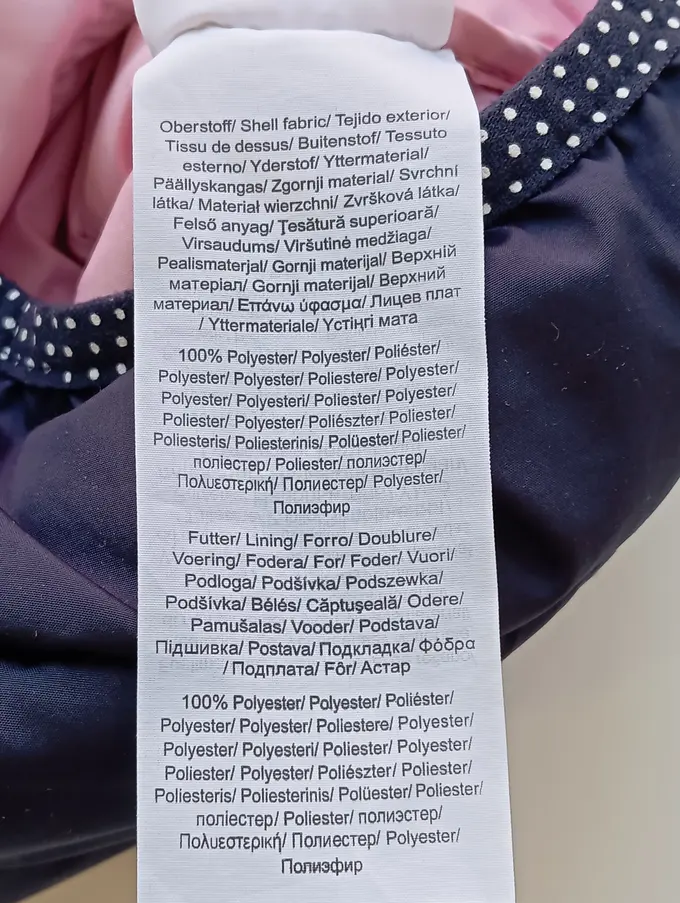 Oberstoff/ Shell fabric/ Tejido exterior/
Tissu de dessus/ Buitenstof/ Tessuto
esterno/ Yderstof/ Yttermaterial/
Päällyskangas/ Zgornji material/ Svrchní
látka/ Materiał wierzchni/ Zvršková látka/
Felső anyag/ Ţesătură superioară/
Virsaudums/ Viršutinė medžiaga/
Pealismaterjal/ Gornji materijal/ Верхній
матеріал/ Gornji materijal/ Верхний
материал/ Επάνω ύφασμα/ Лицев плат
/ Yttermateriale/ Үстіңгі мата
100% Polyester/ Polyester/ Poliéster/
Polyester/ Polyester/ Poliestere/ Polyester/
Polyester/ Polyesteri/ Poliester/ Polyester/
Poliester/ Polyester/ Poliészter/ Poliester/
Poliesteris/ Poliesterinis/ Polüester/ Poliester/
поліестер/ Poliester/ полиэстер/
Πολυεστερική/ Полиестер/ Polyester/
Полиэфир
Futter/ Lining/ Forro/ Doublure/
Voering/ Fodera/ For/ Foder/ Vuori/
Podloga/ Podšívka/ Podszewka/
Podšívka/ Bélés/ Căptuşeală/ Odere/
Pamušalas/ Vooder/ Podstava/
Підшивка/ Postava/ Подкладка/ Φόδρα
/ Подплата/ Fôr/ Астар
100% Polyester/ Polyester/ Poliéster/
Polyester/ Polyester/ Poliestere/ Polyester/
Polyester/ Polyesteri/ Poliester/ Polyester/
Poliester/ Polyester/ Poliészter/ Poliester/
Poliesteris/ Poliesterinis/ Polüester/ Poliester/
поліестер/ Poliester/ полиэстер/
Πολυεστερική/ Полиестер/ Polyester/
Полиэфир